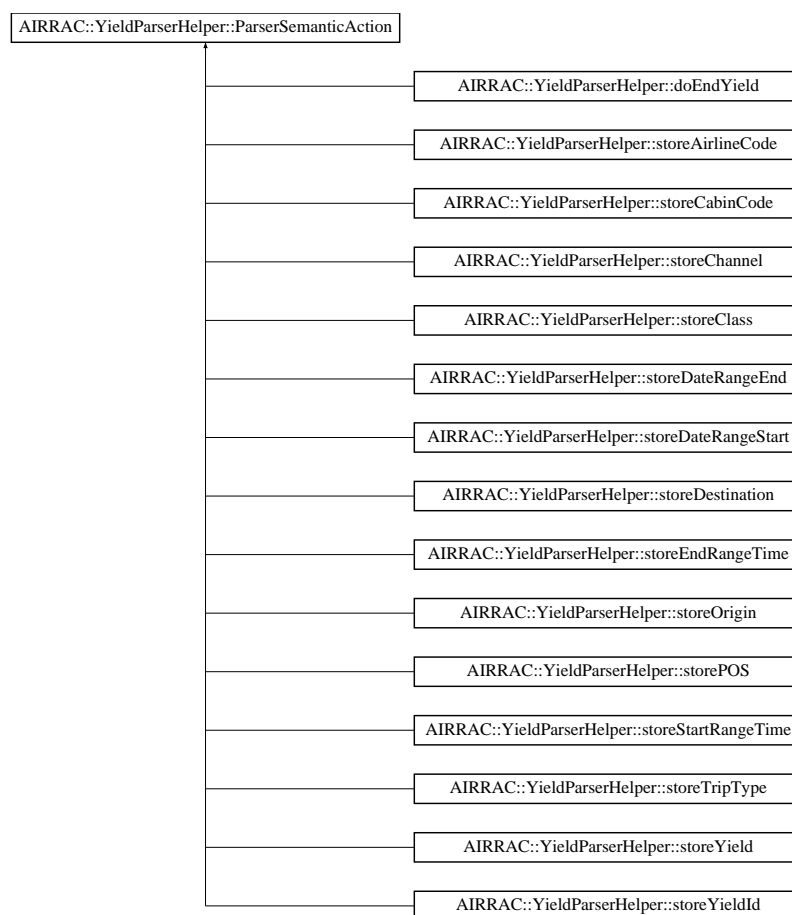 AIRRAC::YieldParserHelper::ParserSemanticAction
AIRRAC::YieldParserHelper::doEndYield
AIRRAC::YieldParserHelper::storeAirlineCode
AIRRAC::YieldParserHelper::storeCabinCode
AIRRAC::YieldParserHelper::storeChannel
AIRRAC::YieldParserHelper::storeClass
AIRRAC::YieldParserHelper::storeDateRangeEnd
AIRRAC::YieldParserHelper::storeDateRangeStart
AIRRAC::YieldParserHelper::storeDestination
AIRRAC::YieldParserHelper::storeEndRangeTime
AIRRAC::YieldParserHelper::storeOrigin
AIRRAC::YieldParserHelper::storePOS
AIRRAC::YieldParserHelper::storeStartRangeTime
AIRRAC::YieldParserHelper::storeTripType
AIRRAC::YieldParserHelper::storeYield
AIRRAC::YieldParserHelper::storeYieldId